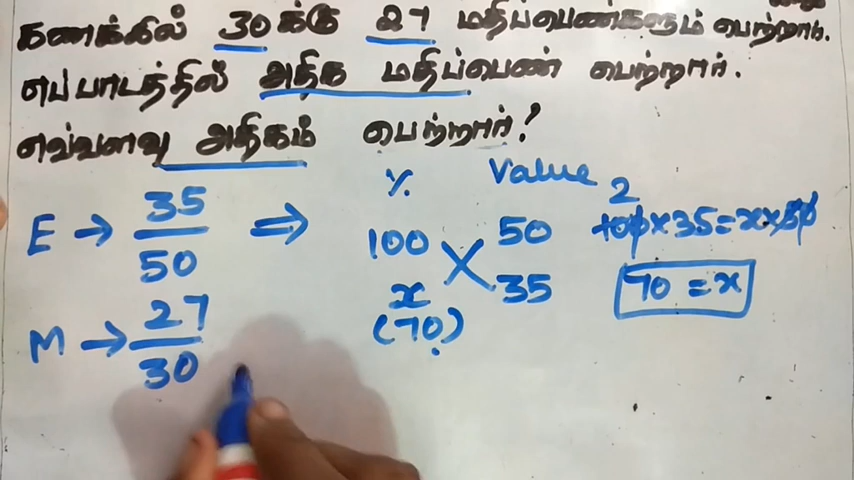 கணக்கில் 30க்கு 27 மதிப்பெண்களும் பெற்றார்.
எப்பாடத்தில் அதிக மதிப்பெண் பெற்றார்.
எவ்வளவு அதிகம் பெற்றார்!
% Value 2
E → 35/50 ⇒ 100 50 100×35=x×50
x 35 70 = x
M → 27/30 (70)